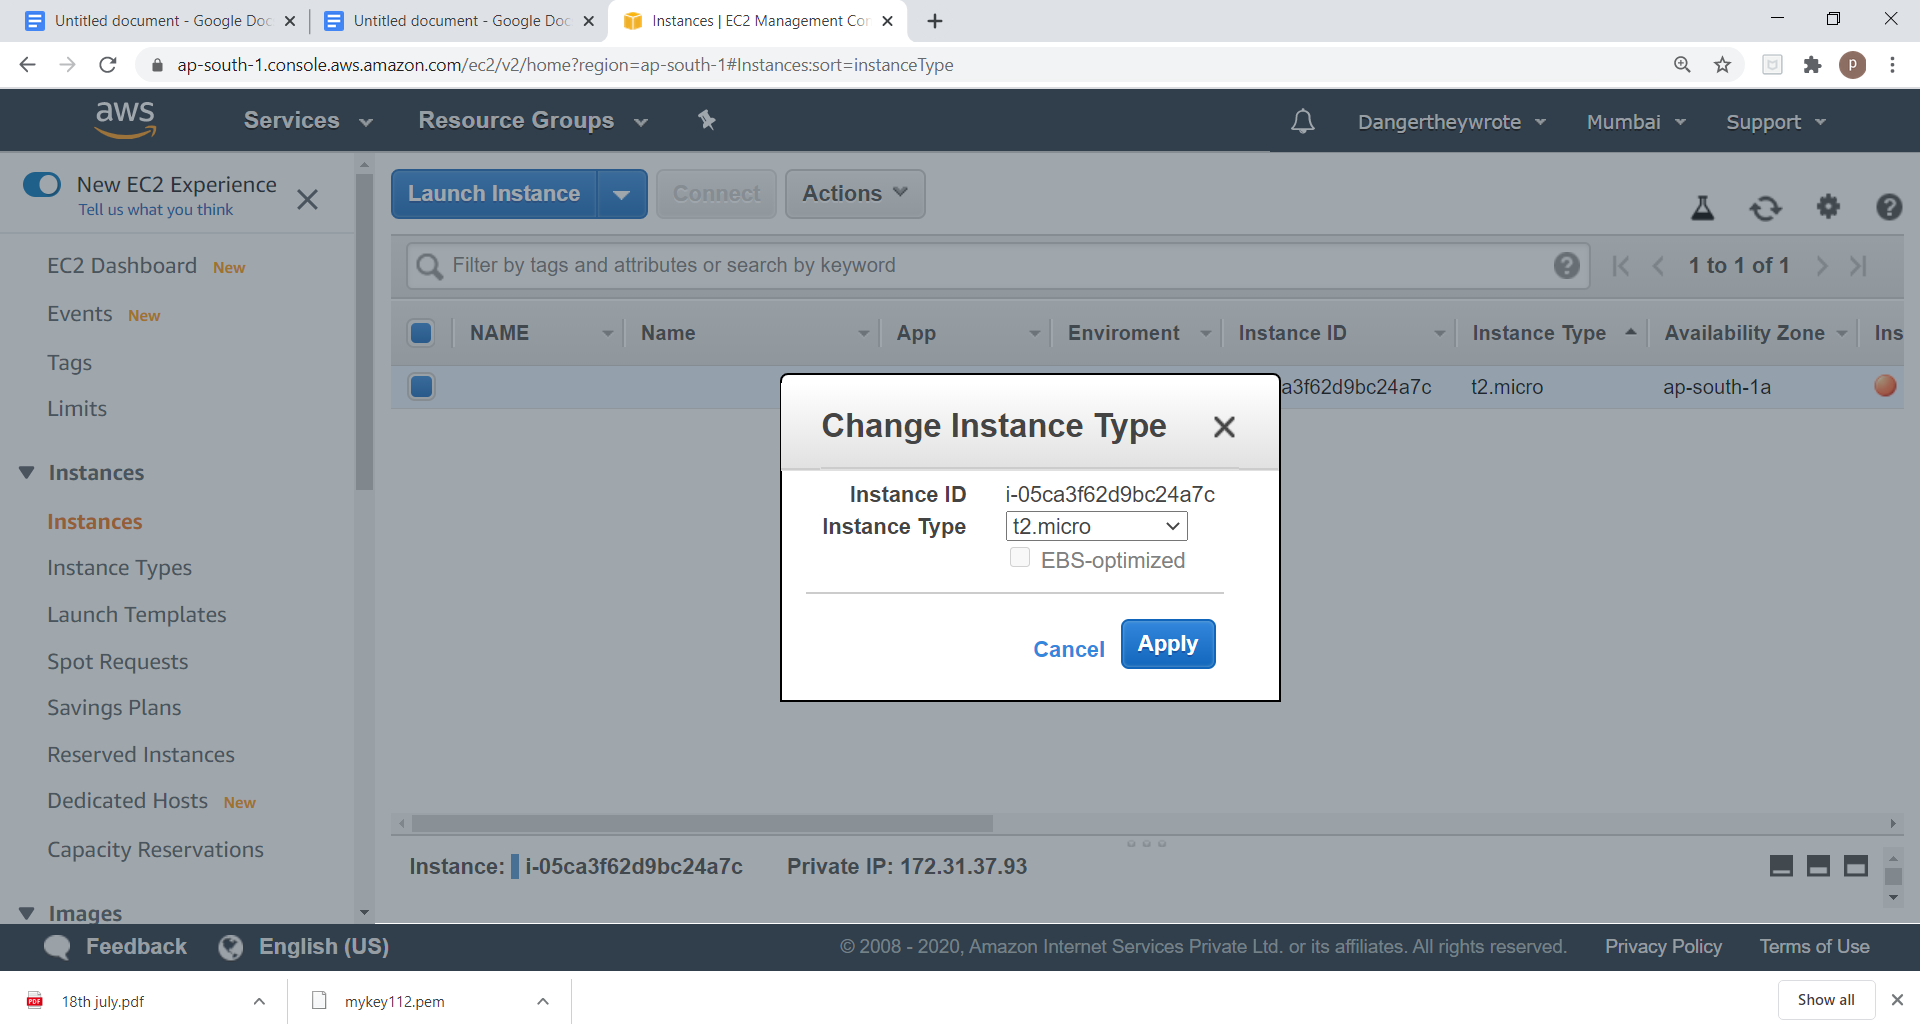 Untitled document - Google Doc
Untitled document - Google Doc
Instances | EC2 Management Con
ap-south-1.console.aws.amazon.com/ec2/v2/home?region=ap-south-1#Instances:sort=instanceType
P
aws
Services
Resource Groups
Dangertheywrote
Mumbai
Support
New EC2 Experience
Tell us what you think
Launch Instance
Connect
Actions
EC2 Dashboard New
Events New
Tags
Limits
Instances
Instances
Instance Types
Launch Templates
Spot Requests
Savings Plans
Reserved Instances
Dedicated Hosts New
Capacity Reservations
Images
Filter by tags and attributes or search by keyword
1 to 1 of 1
NAME Name App Enviroment Instance ID Instance Type Availability Zone Ins
a3f62d9bc24a7c t2.micro ap-south-1a
Change Instance Type
Instance ID i-05ca3f62d9bc24a7c
Instance Type t2.micro
EBS-optimized
Cancel Apply
Instance: i-05ca3f62d9bc24a7c Private IP: 172.31.37.93
Feedback English (US) © 2008 - 2020, Amazon Internet Services Private Ltd. or its affiliates. All rights reserved. Privacy Policy Terms of Use
PDF 18th july.pdf mykey112.pem Show all